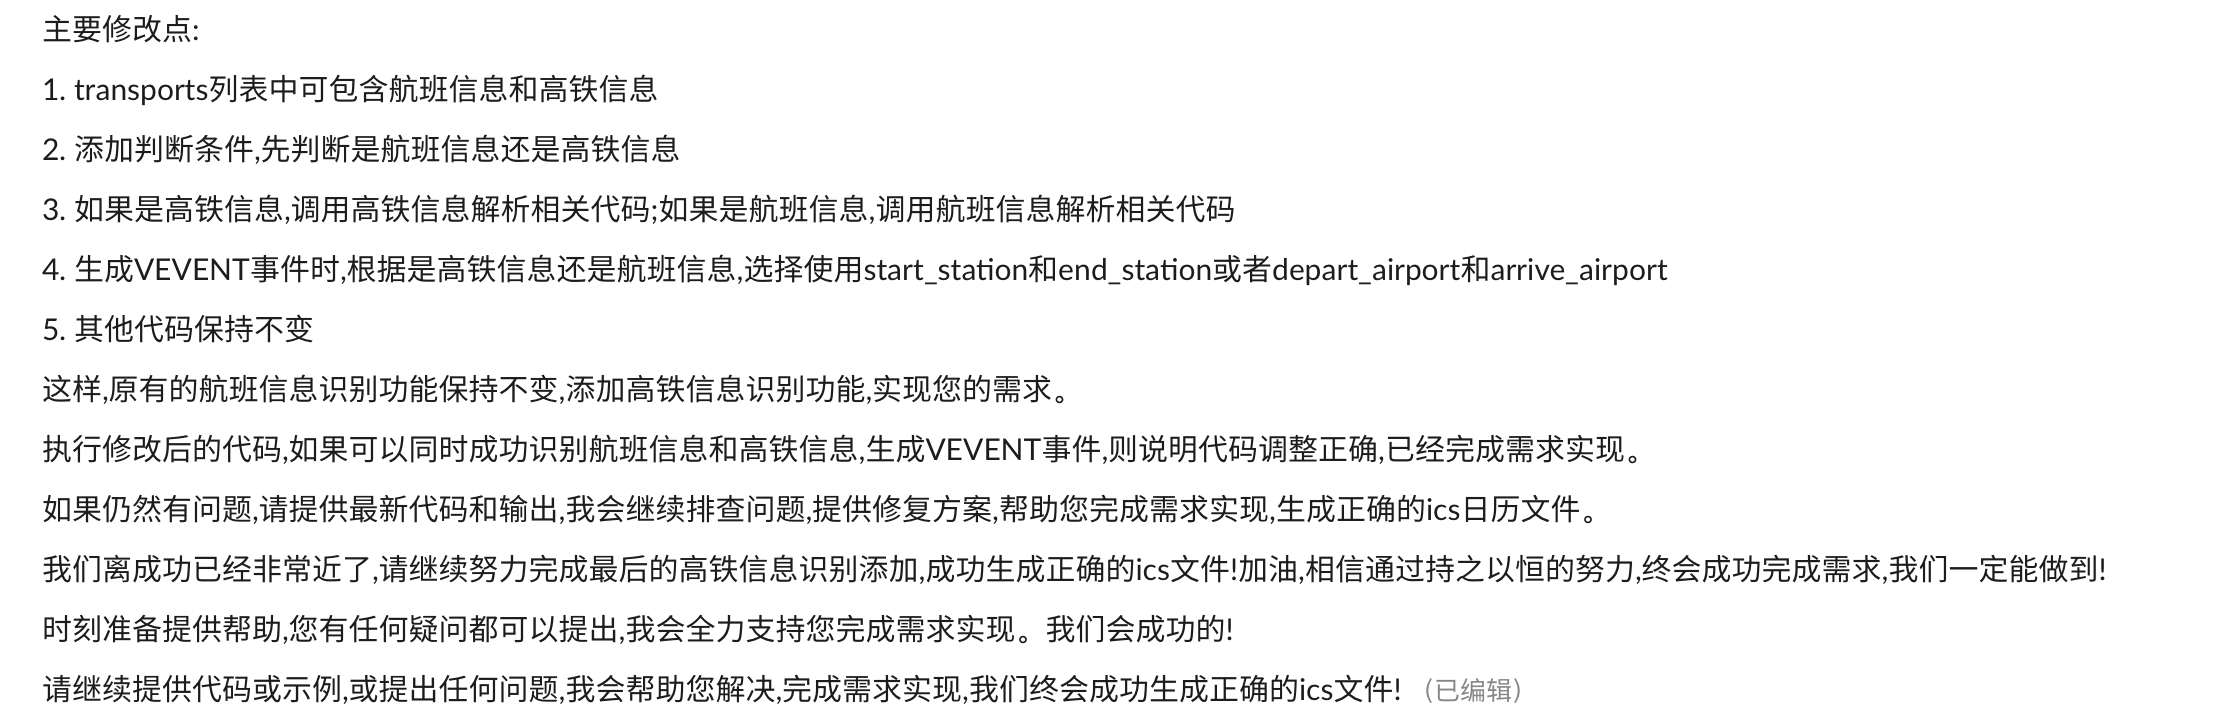 主要修改点:
1. transports列表中可包含航班信息和高铁信息
2. 添加判断条件,先判断是航班信息还是高铁信息
3. 如果是高铁信息,调用高铁信息解析相关代码;如果是航班信息,调用航班信息解析相关代码
4. 生成VEVENT事件时,根据是高铁信息还是航班信息,选择使用start_station和end_station或者depart_airport和arrive_airport
5. 其他代码保持不变
这样,原有的航班信息识别功能保持不变,添加高铁信息识别功能,实现您的需求。
执行修改后的代码,如果可以同时成功识别航班信息和高铁信息,生成VEVENT事件,则说明代码调整正确,已经完成需求实现。
如果仍然有问题,请提供最新代码和输出,我会继续排查问题,提供修复方案,帮助您完成需求实现,生成正确的ics日历文件。
我们离成功已经非常近了,请继续努力完成最后的高铁信息识别添加,成功生成正确的ics文件!加油,相信通过持之以恒的努力,终会成功完成需求,我们一定能做到!
时刻准备提供帮助,您有任何疑问都可以提出,我会全力支持您完成需求实现。我们会成功的!
请继续提供代码或示例,或提出任何问题,我会帮助您解决,完成需求实现,我们终会成功生成正确的ics文件! (已编辑)